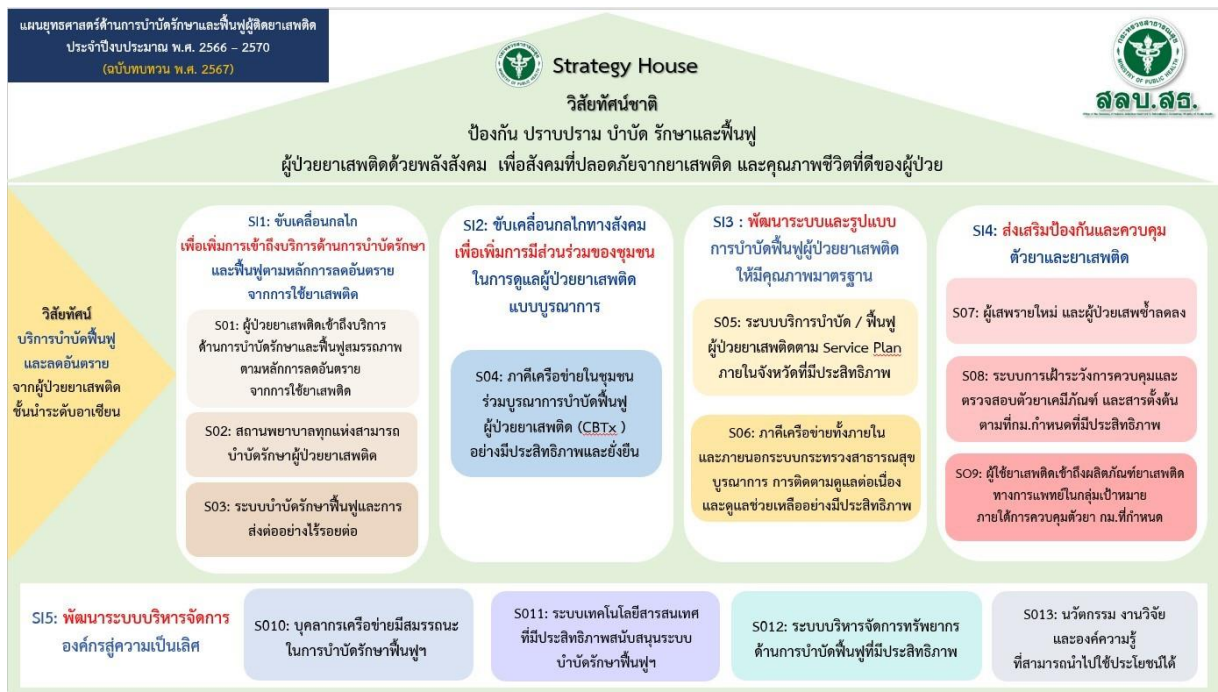 แผนยุทธศาสตร์ด้านการบำบัดรักษาและฟื้นฟูผู้ติดยาเสพติด
ประจำปีงบประมาณ พ.ศ. 2566 – 2570
(ฉบับทบทวน พ.ศ. 2567)
Strategy House
วิสัยทัศน์ชาติ
ป้องกัน ปราบปราม บำบัด รักษาและฟื้นฟู
ผู้ป่วยยาเสพติดด้วยพลังสังคม เพื่อสังคมที่ปลอดภัยจากยาเสพติด และคุณภาพชีวิตที่ดีของผู้ป่วย
กระทรวงสาธารณสุข
MINISTRY OF PUBLIC HEALTH
สลบ.สธ.
วิสัยทัศน์
บริการบำบัดฟื้นฟู
และลดอันตราย
จากผู้ป่วยยาเสพติด
ชั้นนำระดับอาเซียน
SI1: ขับเคลื่อนกลไก
เพื่อเพิ่มการเข้าถึงบริการด้านการบำบัดรักษา
และฟื้นฟูตามหลักการลดอันตราย
จากการใช้ยาเสพติด
S01: ผู้ป่วยยาเสพติดเข้าถึงบริการ
ด้านการบำบัดรักษาและฟื้นฟูสมรรถภาพ
ตามหลักการลดอันตราย
จากการใช้ยาเสพติด
S02: สถานพยาบาลทุกแห่งสามารถ
บำบัดรักษาผู้ป่วยยาเสพติด
S03: ระบบบำบัดรักษาฟื้นฟูและการ
ส่งต่ออย่างไร้รอยต่อ
SI2: ขับเคลื่อนกลไกทางสังคม
เพื่อเพิ่มการมีส่วนร่วมของชุมชน
ในการดูแลผู้ป่วยยาเสพติด
แบบบูรณาการ
S04: ภาคีเครือข่ายในชุมชน
ร่วมบูรณาการบำบัดฟื้นฟู
ผู้ป่วยยาเสพติด (CBTx )
อย่างมีประสิทธิภาพและยั่งยืน
SI3 : พัฒนาระบบและรูปแบบ
การบำบัดฟื้นฟูผู้ป่วยยาเสพติด
ให้มีคุณภาพมาตรฐาน
S05: ระบบบริการบำบัด / ฟื้นฟู
ผู้ป่วยยาเสพติดตาม Service Plan
ภายในจังหวัดที่มีประสิทธิภาพ
S06: ภาคีเครือข่ายทั้งภายใน
และภายนอกระบบกระทรวงสาธารณสุข
บูรณาการ การติดตามดูแลต่อเนื่อง
และดูแลช่วยเหลืออย่างมีประสิทธิภาพ
SI4: ส่งเสริมป้องกันและควบคุม
ตัวยาและยาเสพติด
S07: ผู้เสพรายใหม่ และผู้ป่วยเสพซ้ำลดลง
S08: ระบบการเฝ้าระวังการควบคุมและ
ตรวจสอบตัวยาเคมีภัณฑ์ และสารตั้งต้น
ตามที่กม.กำหนดที่มีประสิทธิภาพ
SO9: ผู้ใช้ยาเสพติดเข้าถึงผลิตภัณฑ์ยาเสพติด
ทางการแพทย์ในกลุ่มเป้าหมาย
ภายใต้การควบคุมตัวยา กม.ที่กำหนด
SI5: พัฒนาระบบบริหารจัดการ
องค์กรสู่ความเป็นเลิศ
S010: บุคลากรเครือข่ายมีสมรรถนะ
ในการบำบัดรักษาฟื้นฟูฯ
S011: ระบบเทคโนโลยีสารสนเทศ
ที่มีประสิทธิภาพสนับสนุนระบบ
บำบัดรักษาฟื้นฟูฯ
S012: ระบบบริหารจัดการทรัพยากร
ด้านการบำบัดฟื้นฟูที่มีประสิทธิภาพ
S013: นวัตกรรม งานวิจัย
และองค์ความรู้
ที่สามารถนำไปใช้ประโยชน์ได้